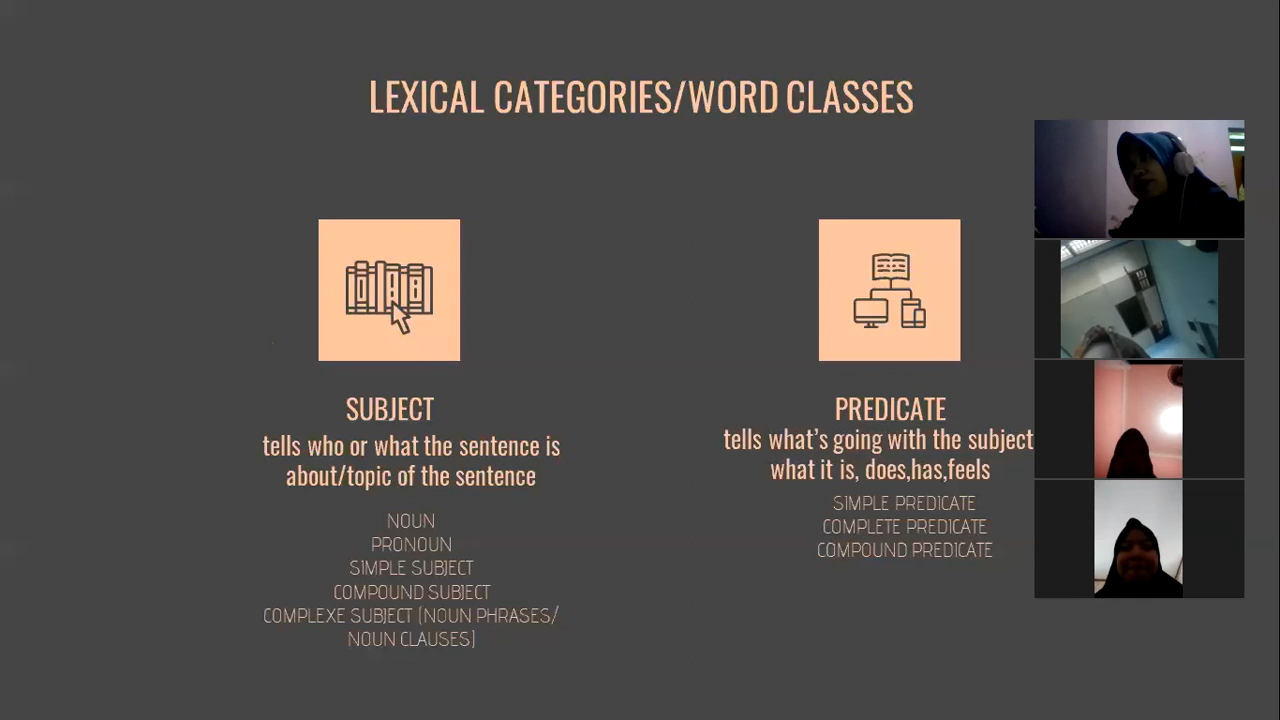 LEXICAL CATEGORIES/WORD CLASSES
SUBJECT
tells who or what the sentence is
about/topic of the sentence
NOUN
PRONOUN
SIMPLE SUBJECT
COMPOUND SUBJECT
COMPLEXE SUBJECT (NOUN PHRASES/
NOUN CLAUSES)
PREDICATE
tells what’s going with the subject
what it is, does,has,feels
SIMPLE PREDICATE
COMPLETE PREDICATE
COMPOUND PREDICATE